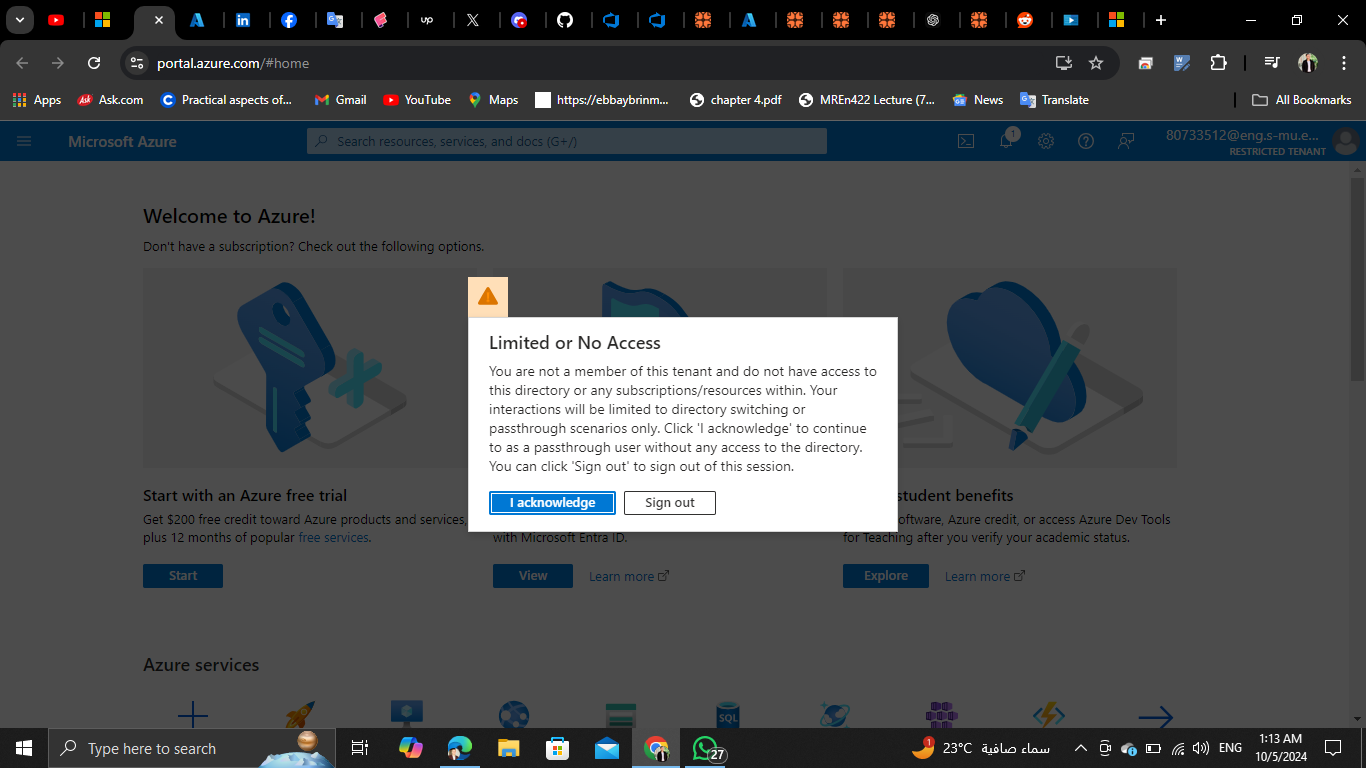 up
portal.azure.com/#home
Apps
Ask.com
Practical aspects of...
Gmail
YouTube
Maps
https://ebbaybrinm...
chapter 4.pdf
MREn422 Lecture (7...
News
Translate
All Bookmarks
Microsoft Azure
Search resources, services, and docs (G+/)
1
80733512@eng.s-mu.e...
RESTRICTED TENANT
Welcome to Azure!
Don't have a subscription? Check out the following options.
Limited or No Access
You are not a member of this tenant and do not have access to
this directory or any subscriptions/resources within. Your
interactions will be limited to directory switching or
passthrough scenarios only. Click 'I acknowledge' to continue
to as a passthrough user without any access to the directory.
You can click 'Sign out' to sign out of this session.
I acknowledge
Sign out
Start with an Azure free trial
Get $200 free credit toward Azure products and services,
plus 12 months of popular free services.
Start
with Microsoft Entra ID.
View
Learn more
student benefits
oftware, Azure credit, or access Azure Dev Tools
for Teaching after you verify your academic status.
Explore
Learn more
Azure services
SQL
Type here to search
27
1
23°C
سماء صافية
ENG
1:13 AM
10/5/2024